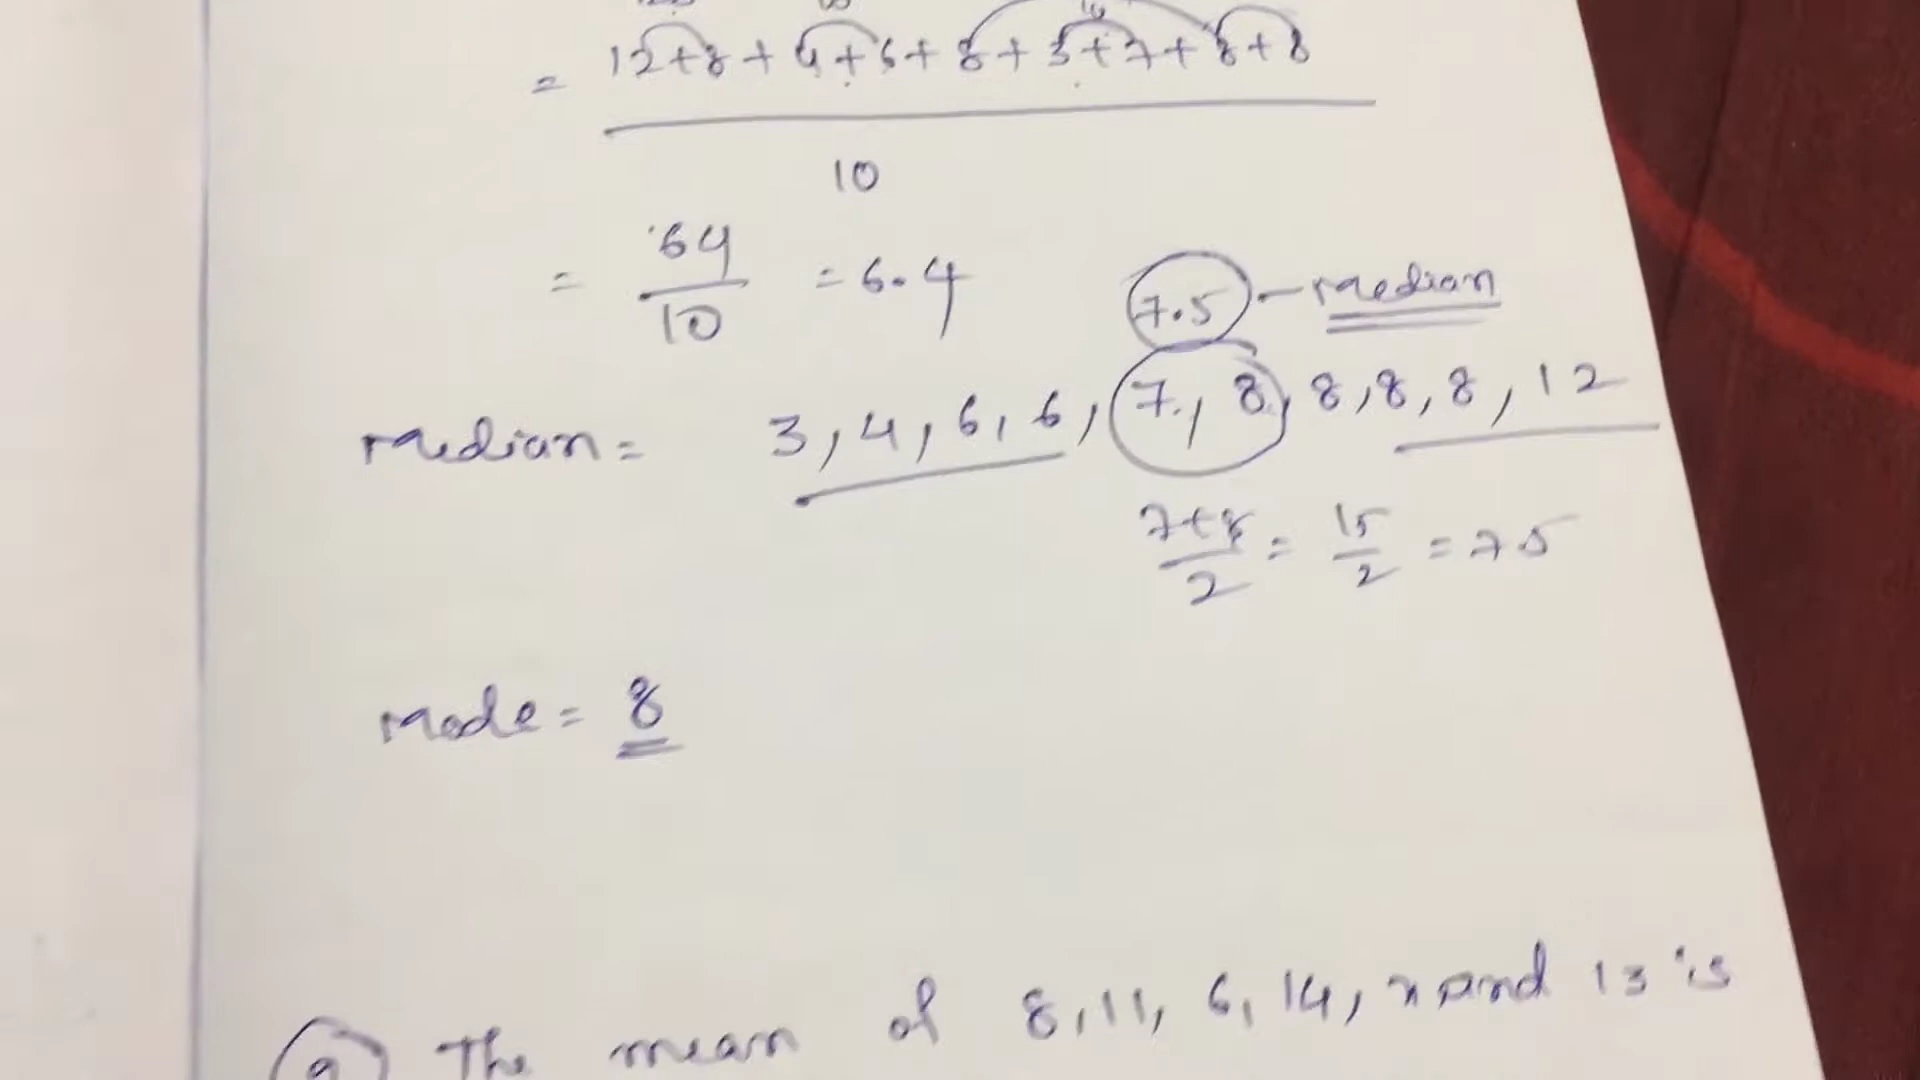 = 12+8+4+6+8+3+7+8+8
10
= 64/10 = 6.4
7.5 - median
median = 3,4,6,6,7,8,8,8,8,12
7+8/2 = 15/2 = 75
mode = 8
The mean of 8,11, 6, 14, x and 13 is